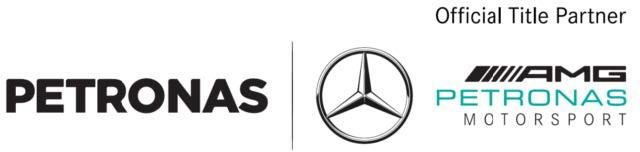 Official Title Partner
PETRONAS
AMG
PETRONAS
MOTORSPORT